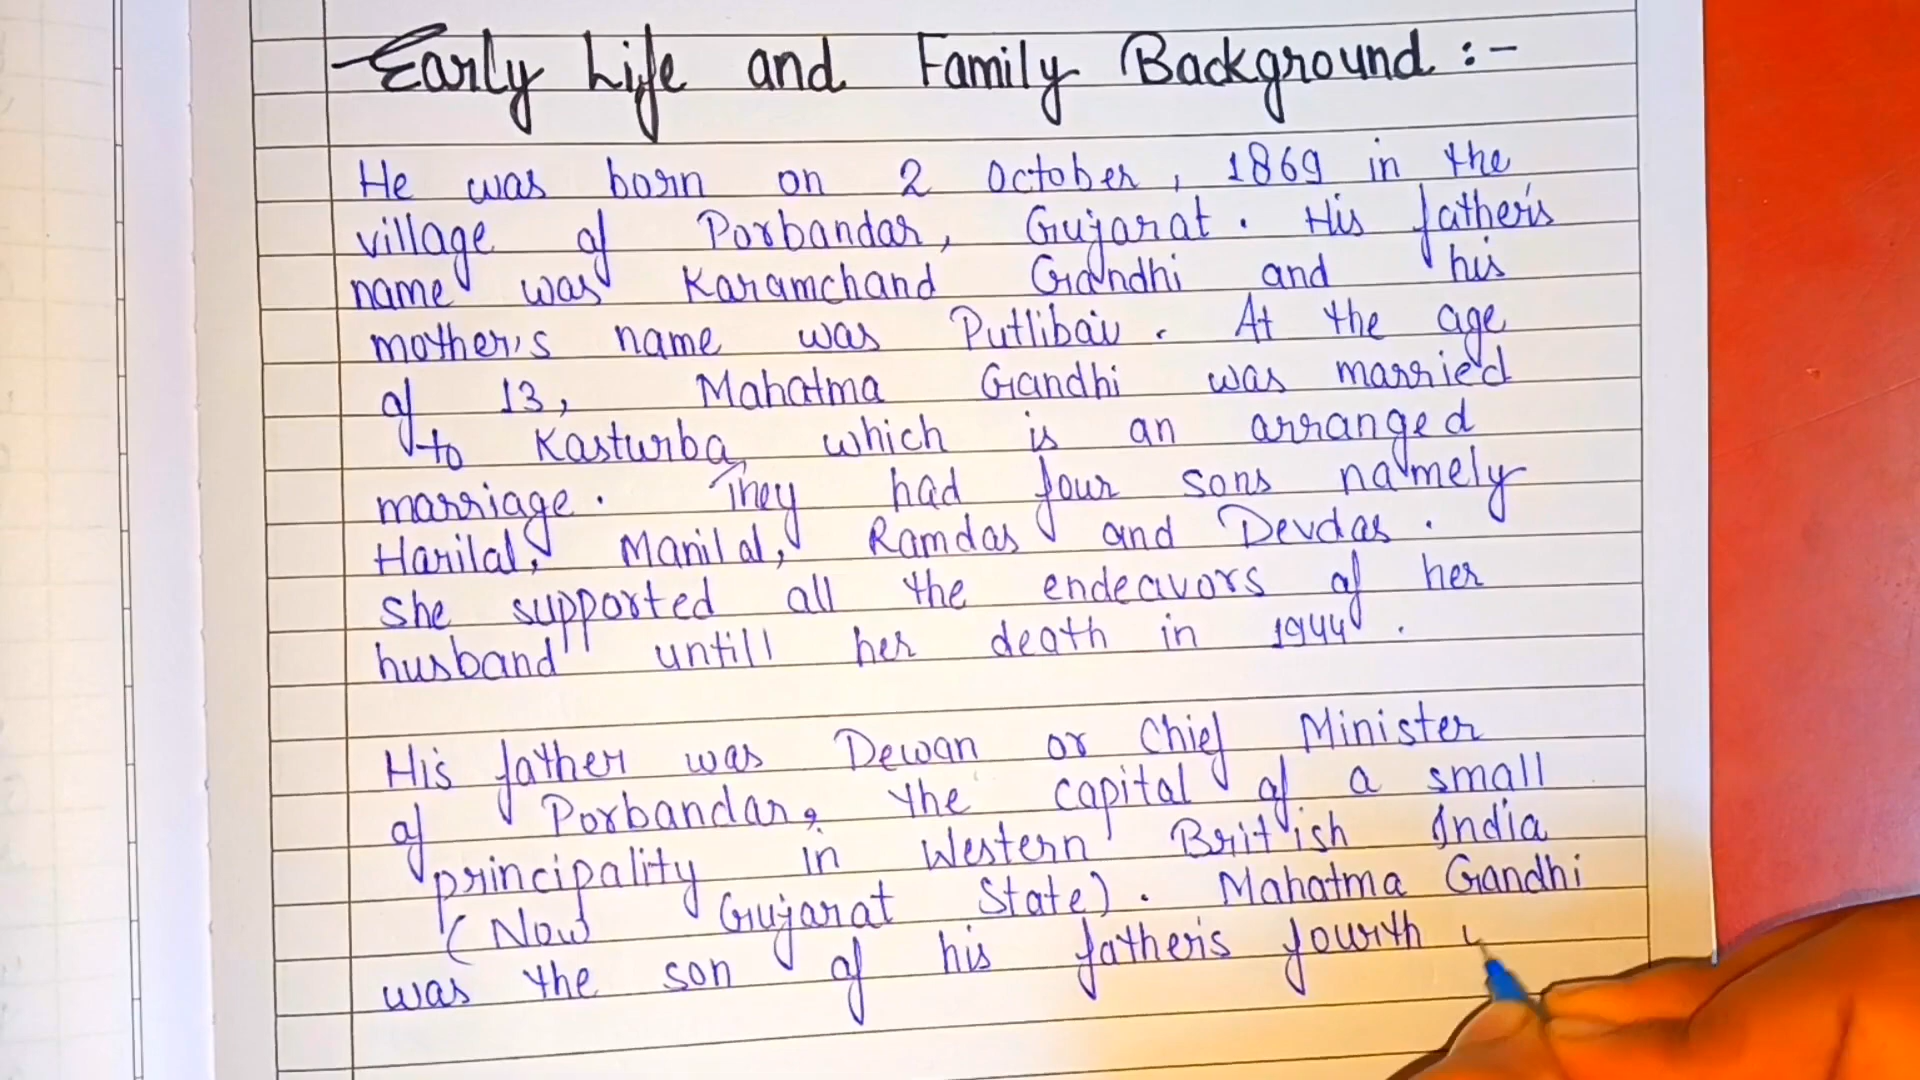 Early Life and Family Background :-
He was born on 2 October, 1869 in the
village of Porbandar, Gujarat. His father's
name was Karamchand Gandhi and his
mother's name was Putlibai. At the age
of 13, Mahatma Gandhi was married
to Kasturba which is an arranged
marriage. They had four sons namely
Harilal, Manilal, Ramdas and Devdas.
She supported all the endeavors of her
husband untill her death in 1944.
His father was Dewan or Chief Minister
of Porbandar, the capital of a small
principality in Western British India
(Now Gujarat State). Mahatma Gandhi
was the son of his father's fourth